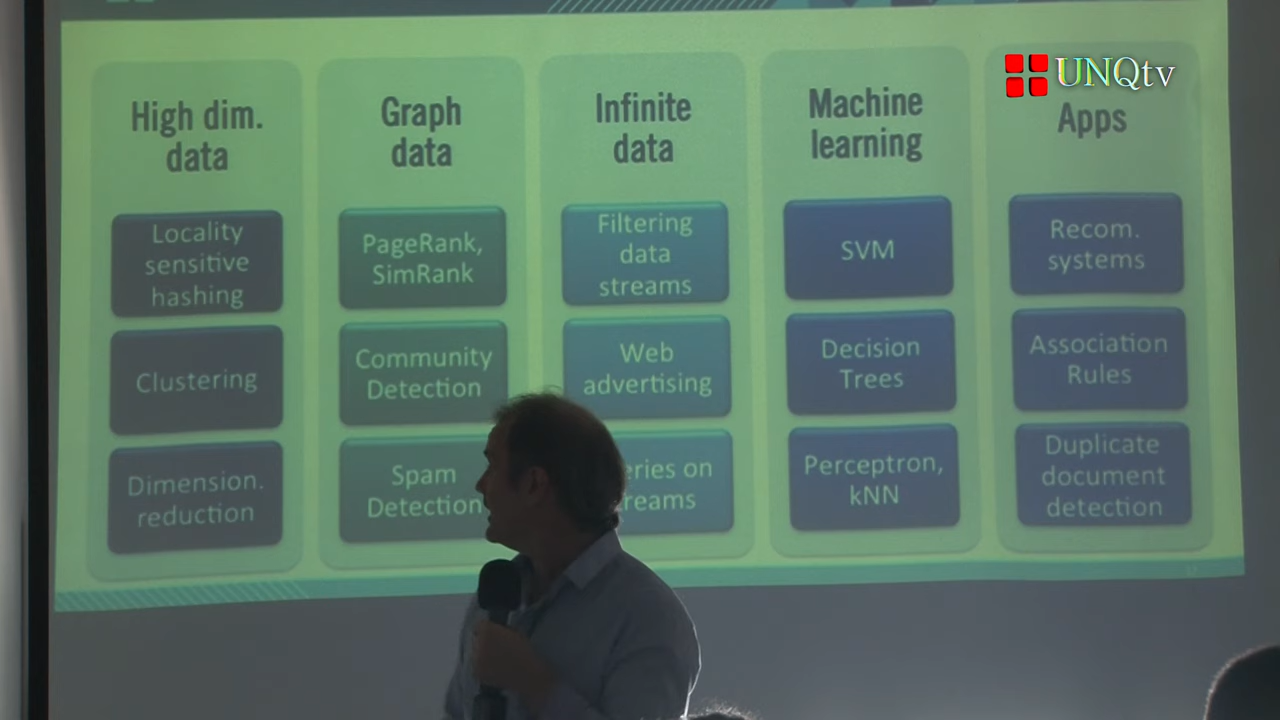 UNQtv
High dim.
data
Locality
sensitive
hashing
Clustering
Dimension.
reduction
Graph
data
PageRank,
SimRank
Community
Detection
Spam
Detection
Infinite
data
Filtering
data
streams
Web
advertising
on
Machine
learning
SVM
Decision
Trees
Perceptron,
kNN
Apps
Recom.
systems
Association
Rules
Duplicate
document
detection